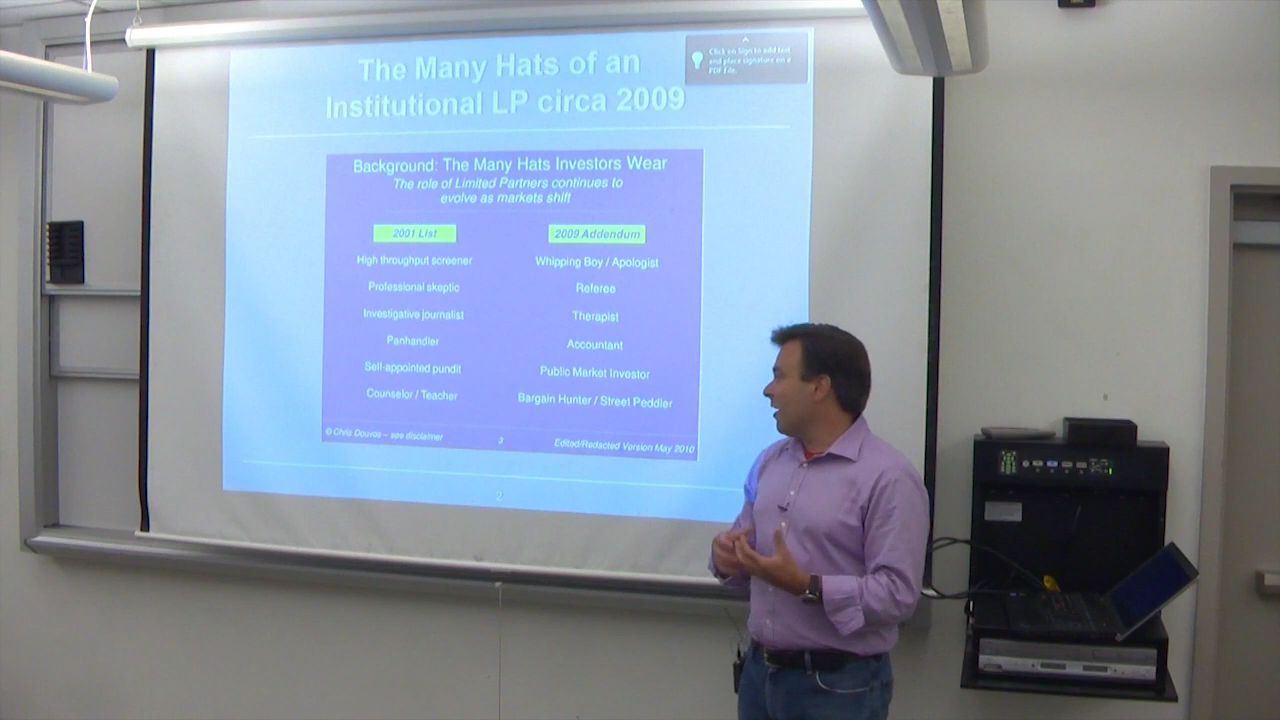 The Many Hats of an
Institutional LP circa 2009
Click on Sign to add text
and place signature on a
PDF File.
Background: The Many Hats Investors Wear
The role of Limited Partners continues to
evolve as markets shift
2001 List
2009 Addendum
High throughput screener
Whipping Boy / Apologist
Professional skeptic
Referee
Investigative journalist
Therapist
Panhandler
Accountant
Self-appointed pundit
Public Market Investor
Counselor / Teacher
Bargain Hunter / Street Peddler
© Chris Douvos – see disclaimer
3
Edited/Redacted Version May 2010
2